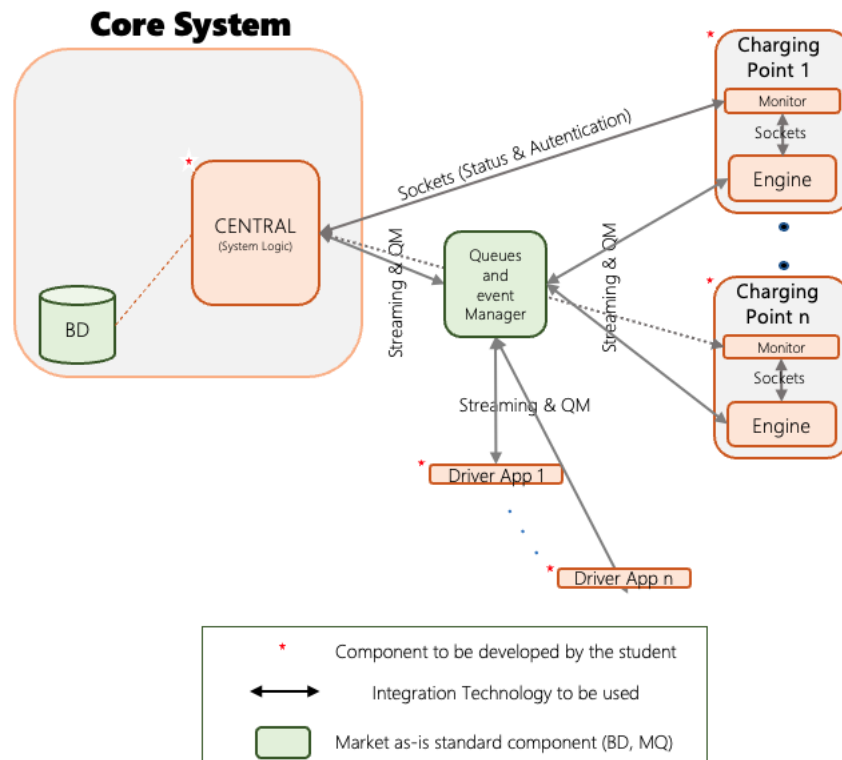 Core System
CENTRAL
(System Logic)
BD
Sockets (Status & Autentication)
Streaming & QM
Queues
and
event
Manager
Streaming & QM
Charging
Point 1
Monitor
Sockets
Engine
Charging
Point n
Monitor
Sockets
Engine
Streaming & QM
* Driver App 1
* Driver App n
* Component to be developed by the student
Integration Technology to be used
Market as-is standard component (BD, MQ)